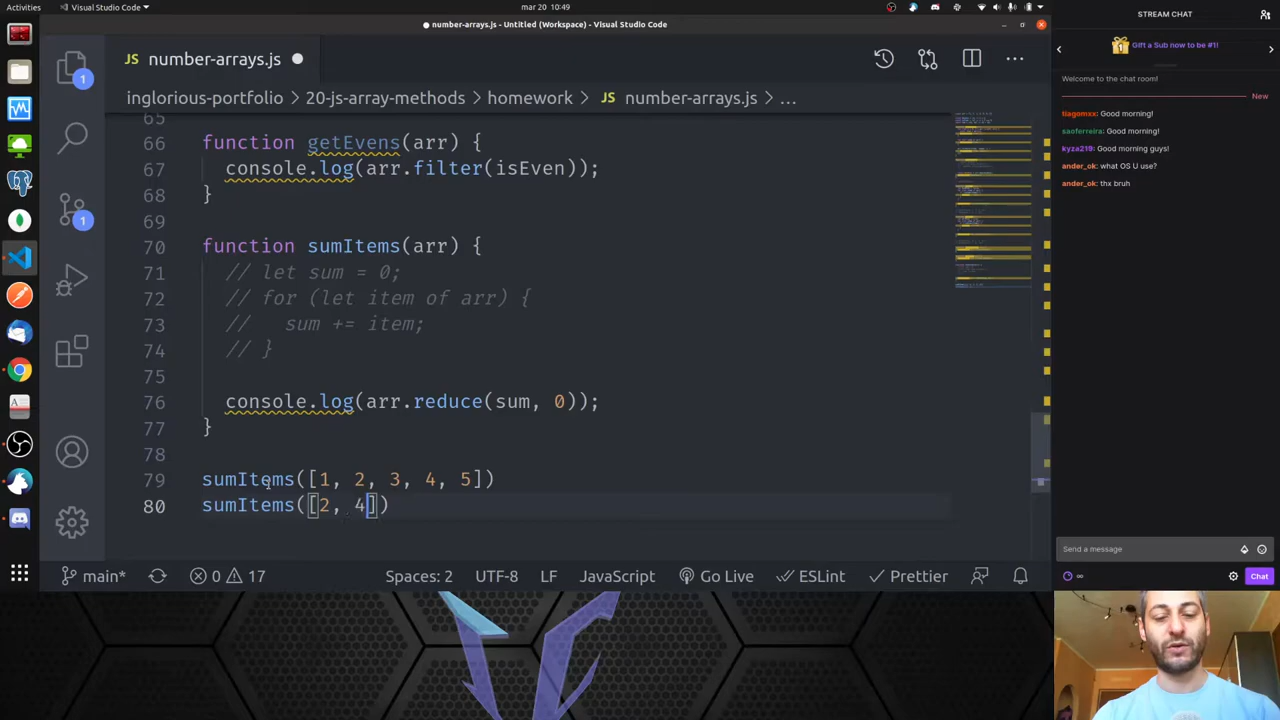 Activities
Visual Studio Code
mar 20 10:49
number-arrays.js - Untitled (Workspace) - Visual Studio Code
JS number-arrays.js
inglorious-portfolio > 20-js-array-methods > homework > JS number-arrays.js > ...
1
1
65
66 function getEvens(arr) {
67 console.log(arr.filter(isEven));
68 }
69
70 function sumItems(arr) {
71 // let sum = 0;
72 // for (let item of arr) {
73 //   sum += item;
74 // }
75
76 console.log(arr.reduce(sum, 0));
77 }
78
79 sumItems([1, 2, 3, 4, 5])
80 sumItems([2, 4])
main* 0 17 Spaces: 2 UTF-8 LF JavaScript Go Live ESLint Prettier
STREAM CHAT
1 Gift a Sub now to be #1!
Welcome to the chat room!
New
tiagomxx: Good morning!
saoferreira: Good morning!
kyza219: Good morning guys!
ander_ok: what OS U use?
ander_ok: thx bruh
Send a message
∞
Chat